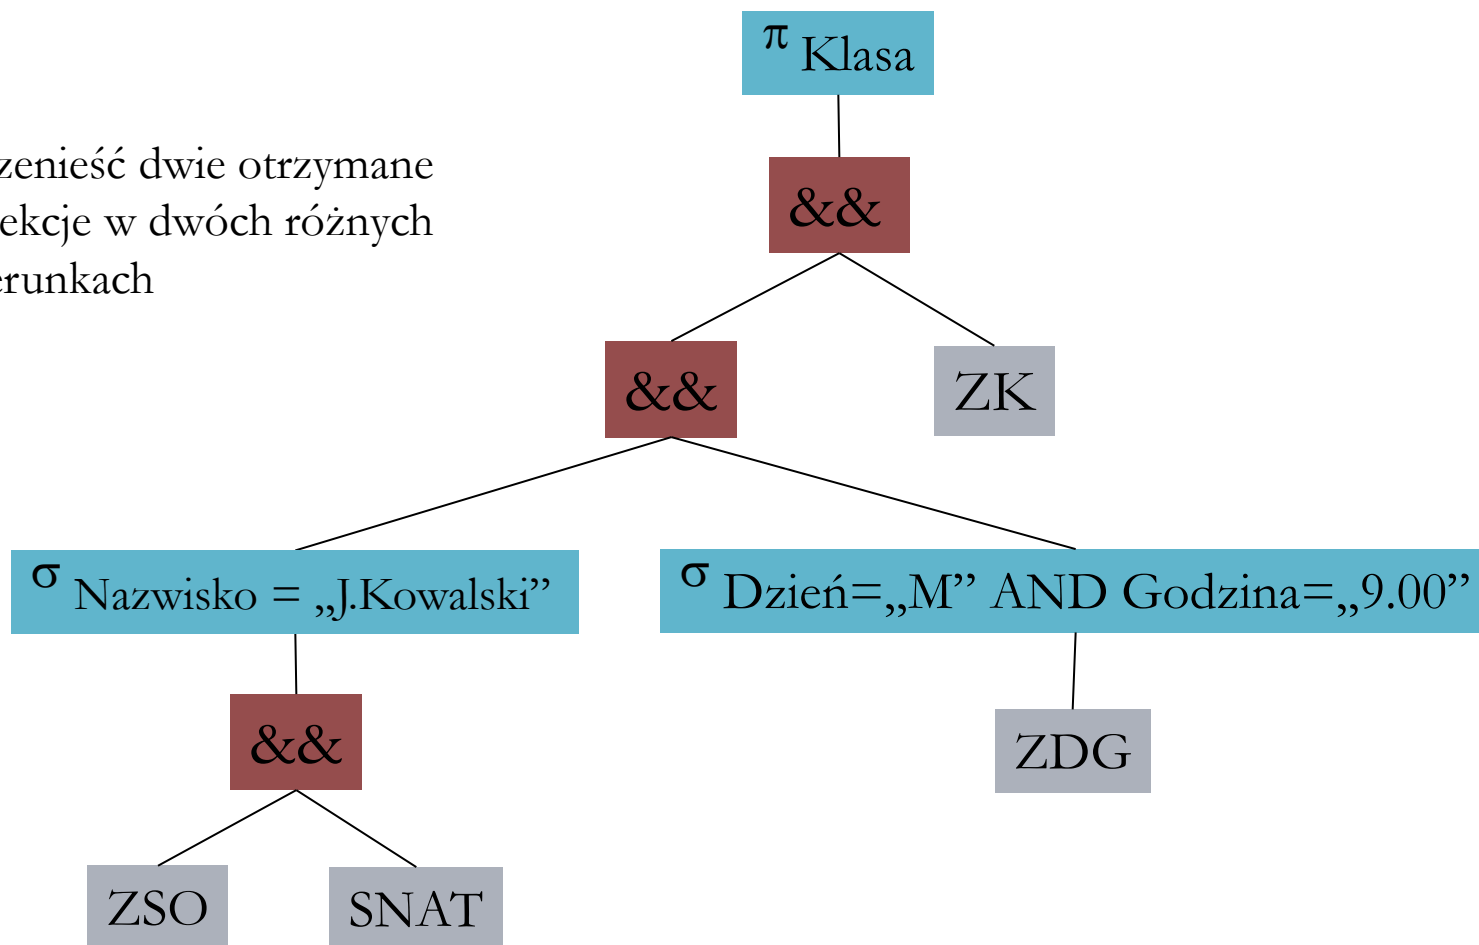 π Klasa
zenieść dwie otrzymane
ekcje w dwóch różnych
erunkach
&&
&&
ZK
σ Nazwisko = „J.Kowalski”
σ Dzień=„M” AND Godzina=„9.00”
&&
ZDG
ZSO
SNAT